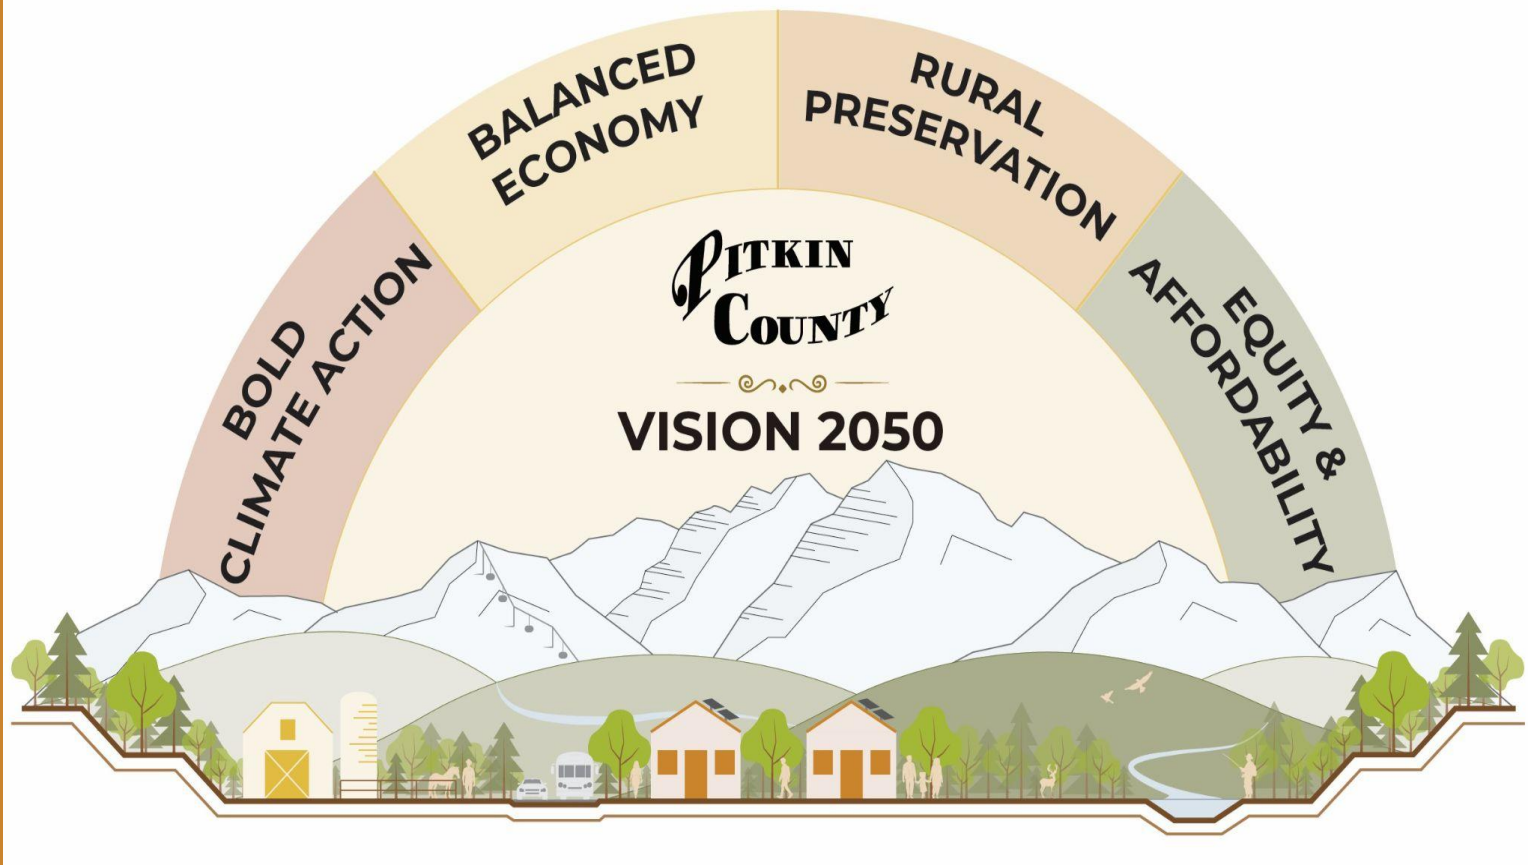 BOLD
CLIMATE ACTION
BALANCED
ECONOMY
RURAL
PRESERVATION
EQUITY &
AFFORDABILITY
PITKIN
COUNTY
VISION 2050